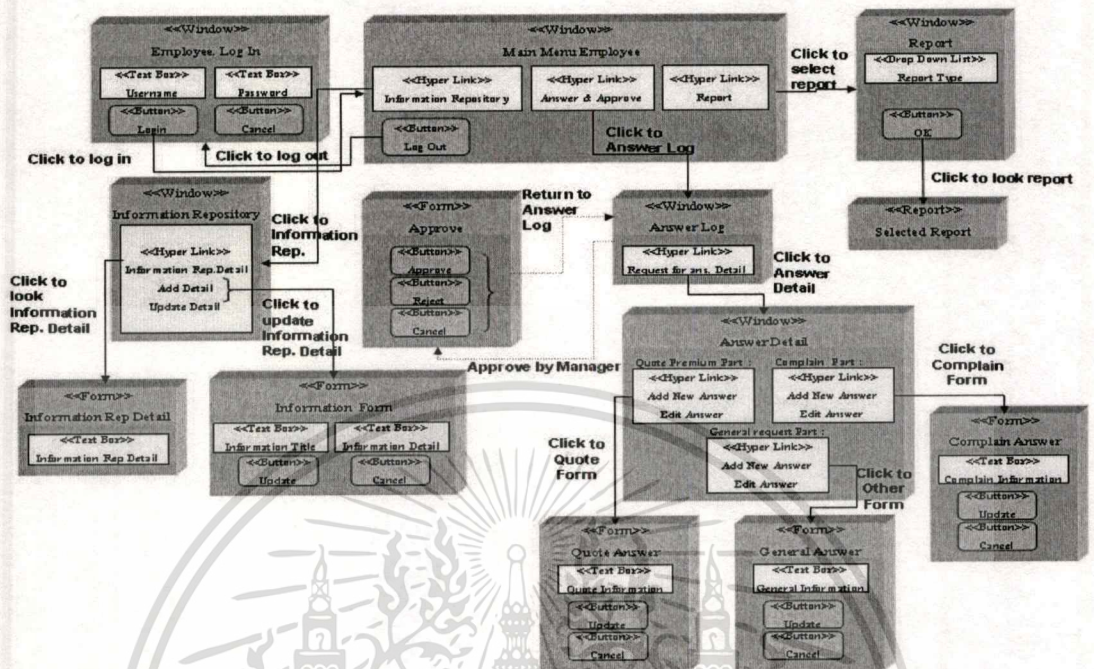 <<Window>>
Employee. Log In
<<Text Box>>
Username
<<Text Box>>
Password
<<Button>>
Login
<<Button>>
Cancel
<<Window>>
Main Menu Employee
<<Hyper Link>>
Information Repository
<<Hyper Link>>
Answer & Approve
<<Hyper Link>>
Report
<<Button>>
Log Out
Click to
select
report
<<Window>>
Report
<<Drop Down List>>
Report Type
<<Button>>
OK
Click to log in
Click to log out
Click to
Answer Log
Click to look report
<<Window>>
Information Repository
<<Hyper Link>>
Information Rep.Detail
Add Detail
Update Detail
Click to
Information
Rep.
<<Form>>
Approve
<<Button>>
Approve
<<Button>>
Reject
<<Button>>
Cancel
Return to
Answer
Log
<<Window>>
Answer Log
<<Hyper Link>>
Request for ans. Detail
<<Report>>
Selected Report
Click to
look
Information
Rep. Detail
Click to
update
Information
Rep. Detail
Approve by Manager
Click to
Answer
Detail
<<Window>>
Answer Detail
Quote Premium Part :
<<Hyper Link>>
Add New Answer
Edit Answer
Complain Part :
<<Hyper Link>>
Add New Answer
Edit Answer
General request Part :
<<Hyper Link>>
Add New Answer
Edit Answer
Click to
Complain
Form
<<Form>>
Information Rep Detail
<<Text Box>>
Information Rep Detail
<<Form>>
Information Form
<<Text Box>>
Information Title
<<Text Box>>
Information Detail
<<Button>>
Update
<<Button>>
Cancel
Click to
Quote
Form
Click to
Other
Form
<<Form>>
Complain Answer
<<Text Box>>
Complain Information
<<Button>>
Update
<<Button>>
Cancel
<<Form>>
Quote Answer
<<Text Box>>
Quote Information
<<Button>>
Update
<<Button>>
Cancel
<<Form>>
General Answer
<<Text Box>>
General Information
<<Button>>
Update
<<Button>>
Cancel